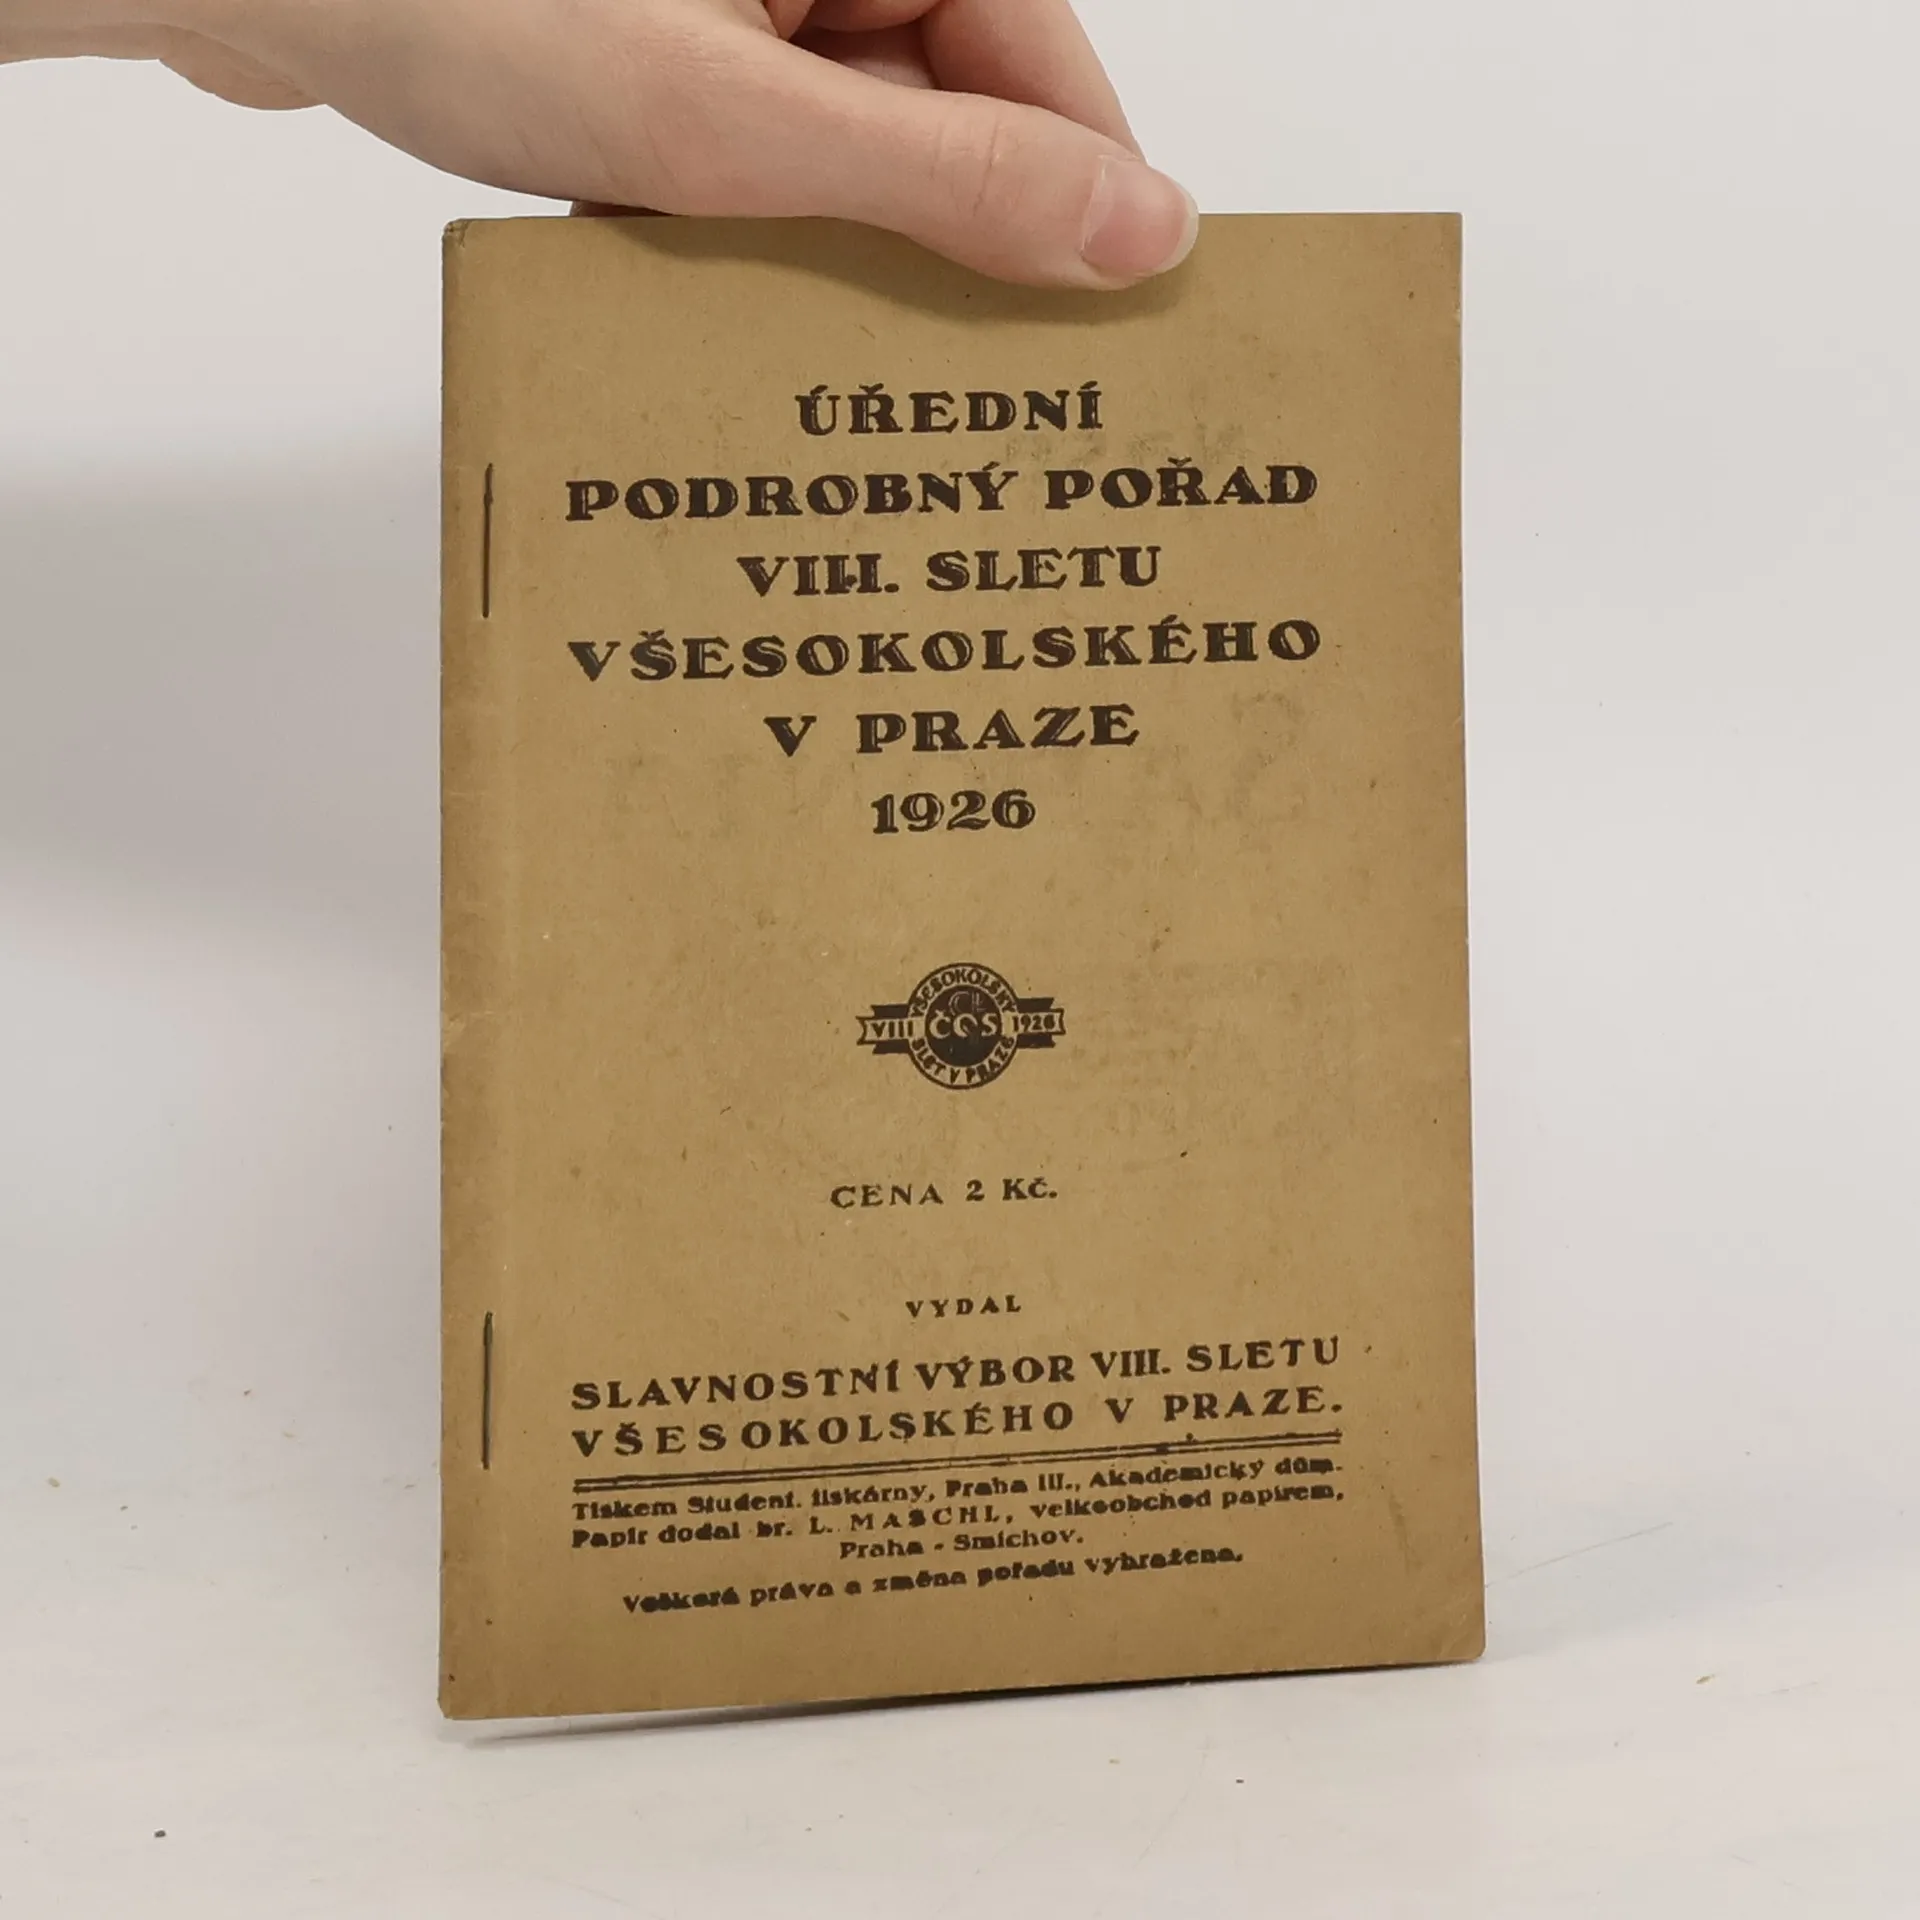 ÚŘEDNÍ
PODROBNÝ POŘAD
VIII. SLETU
VŠESOKOLSKÉHO
V PRAZE
1926
VŠESOKOLSKÝ
VIII ČOS 1926
SLET V PRAZE
CENA 2 Kč.
VYDAL
SLAVNOSTNÍ VÝBOR VIII. SLETU
VŠESOKOLSKÉHO V PRAZE.
Tiskem Student. tiskárny, Praha III., Akademický dům.
Papír dodal br. L. MASCHL, velkoobchod papírem,
Praha - Smíchov.
Veškerá práva a změna pořadu vyhražena.